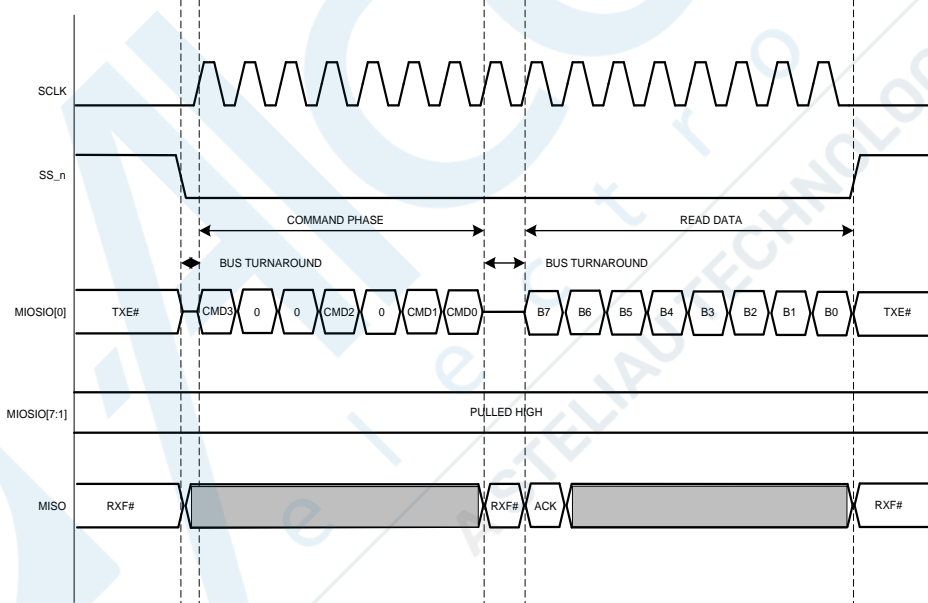 SCLK
SS_n
COMMAND PHASE READ DATA
BUS TURNAROUND BUS TURNAROUND
MIOSIO[0] TXE# CMD3 0 0 CMD2 0 CMD1 CMD0 B7 B6 B5 B4 B3 B2 B1 B0 TXE#
MIOSIO[7:1] PULLED HIGH
MISO RXF# RXF# ACK RXF#